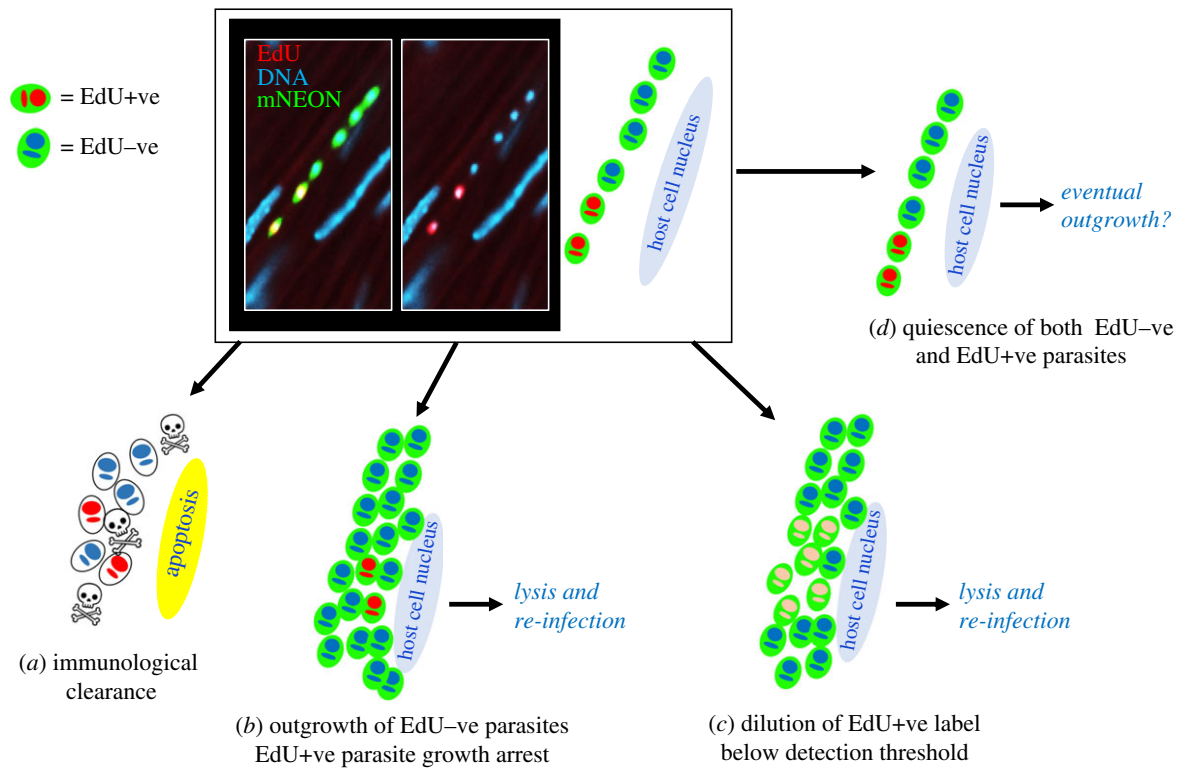 EdU
DNA
mNEON
= EdU+ve
= EdU–ve
host cell nucleus
host cell nucleus
eventual
outgrowth?
(d) quiescence of both EdU–ve
and EdU+ve parasites
apoptosis
(a) immunological
clearance
host cell nucleus
lysis and
re-infection
(b) outgrowth of EdU–ve parasites
EdU+ve parasite growth arrest
host cell nucleus
lysis and
re-infection
(c) dilution of EdU+ve label
below detection threshold